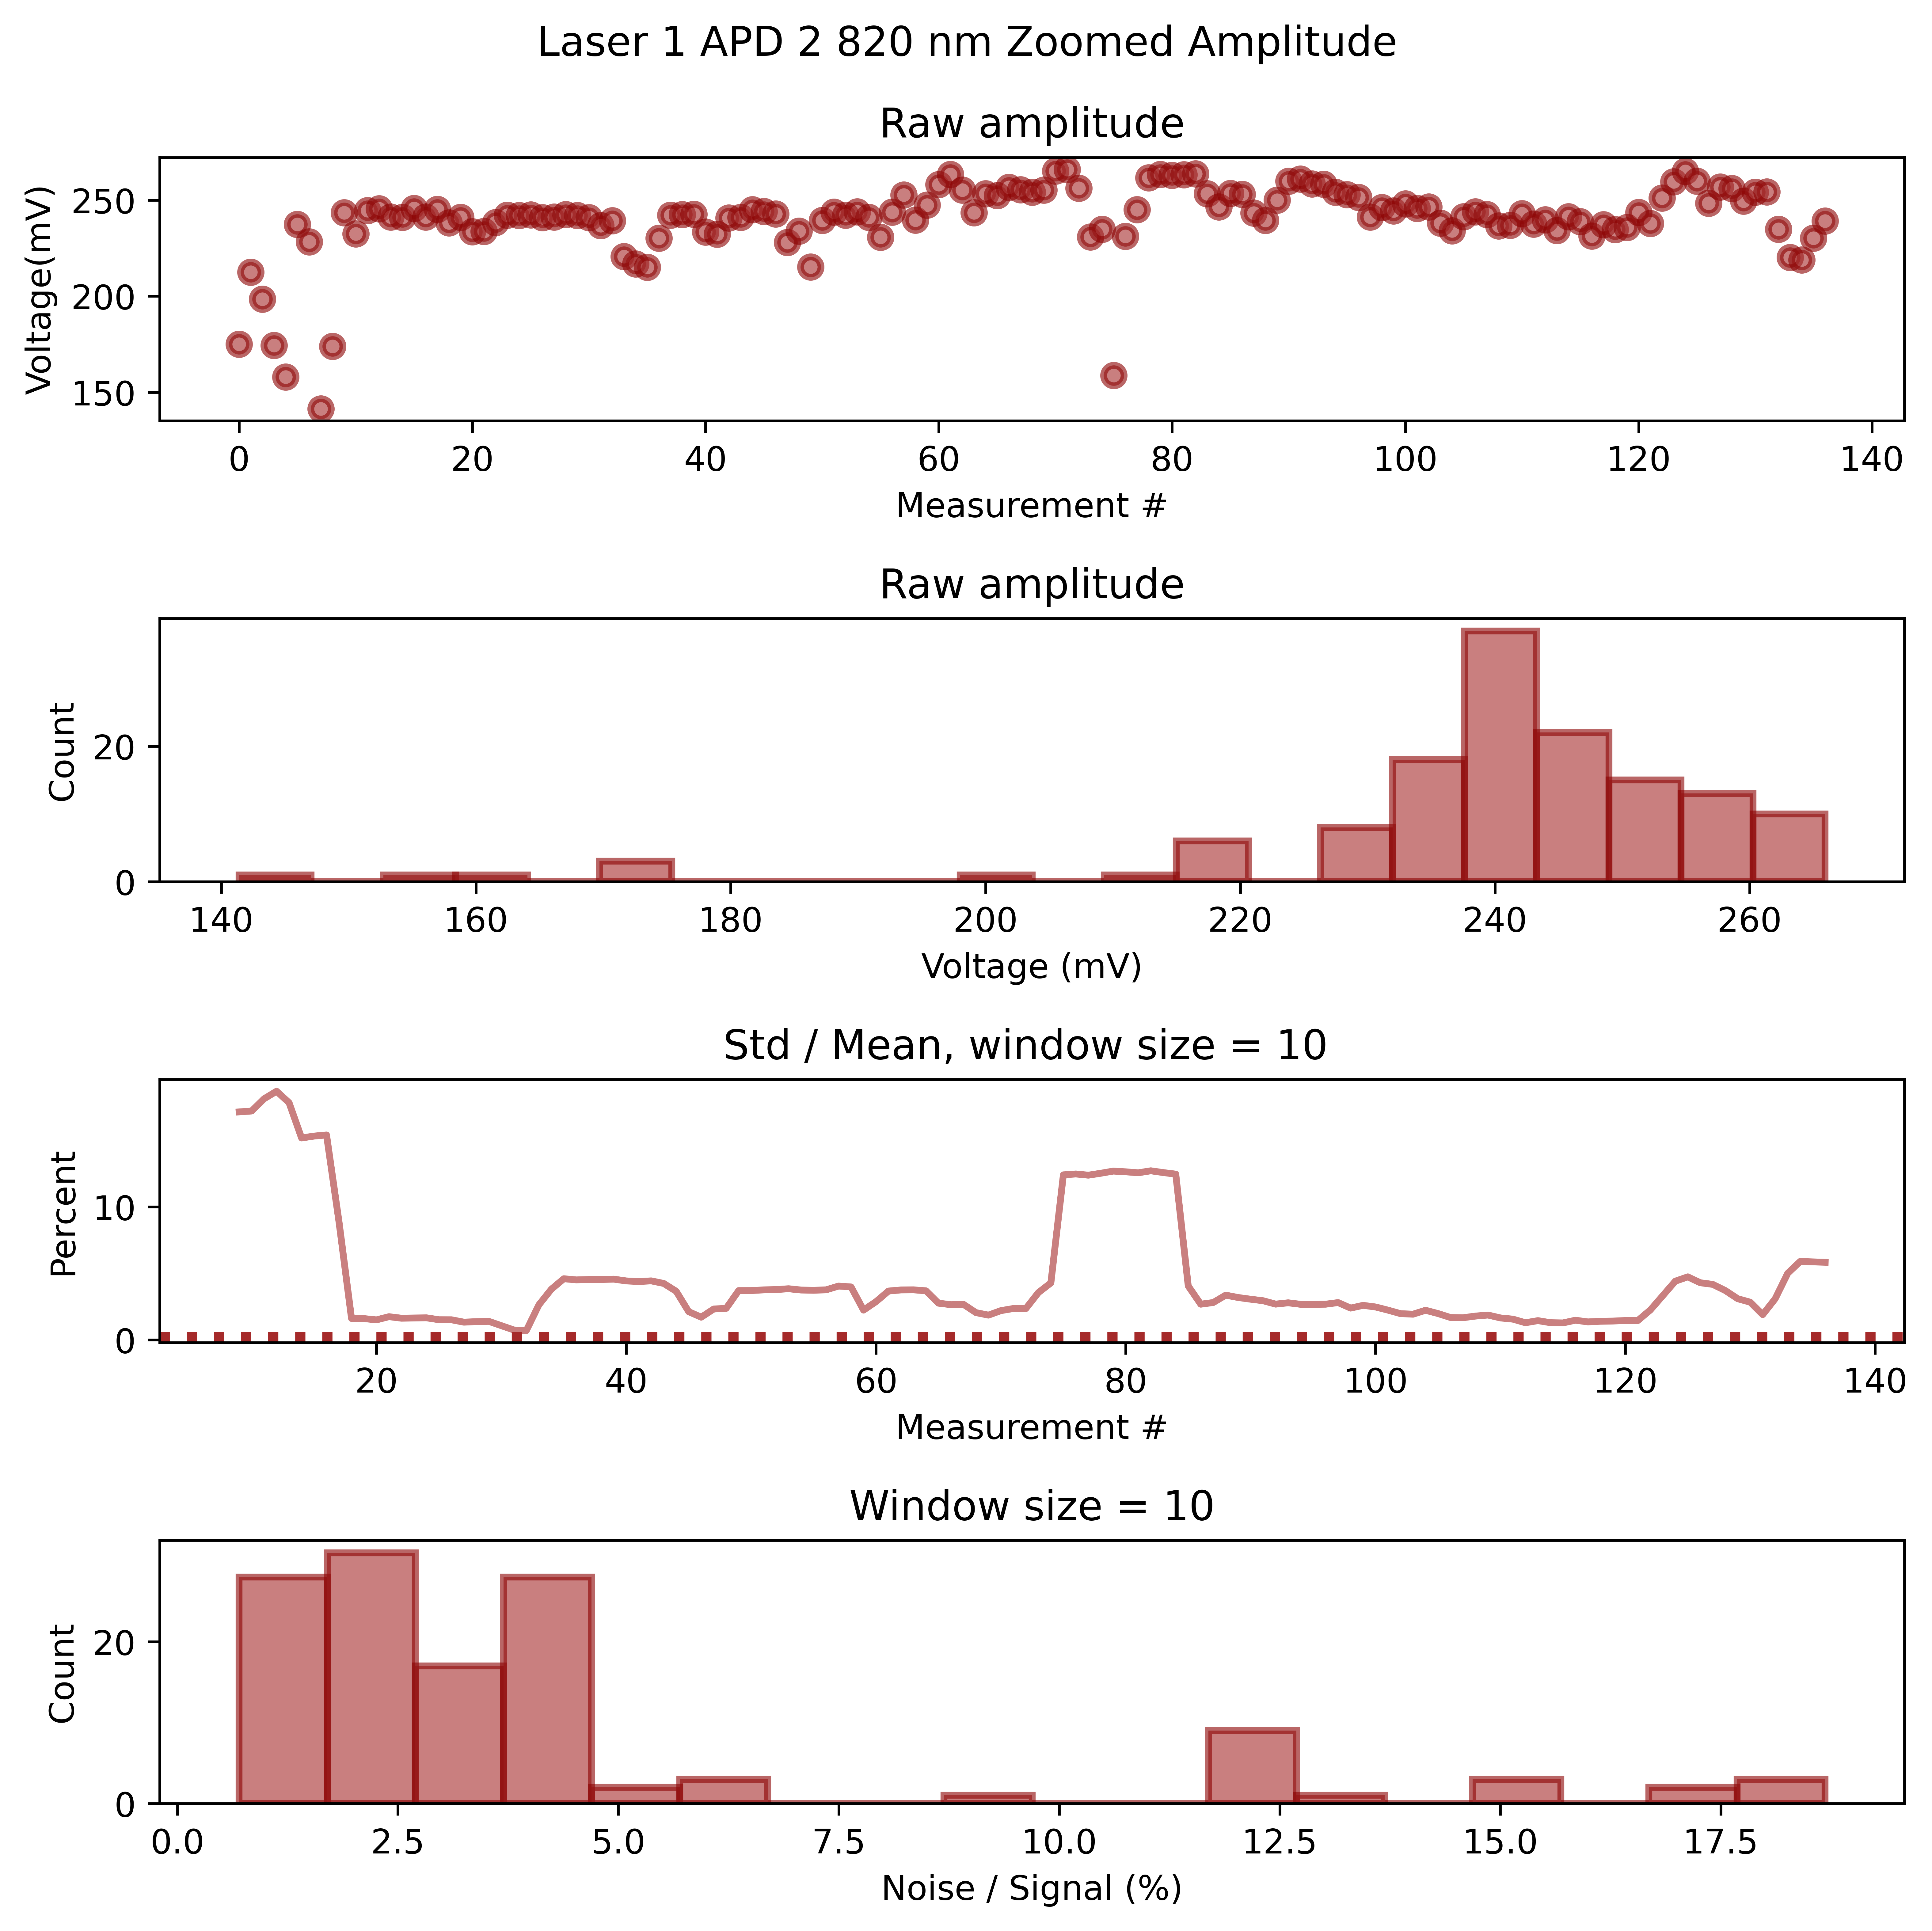 Laser 1 APD 2 820 nm Zoomed Amplitude
Raw amplitude
Voltage(mV)
250
200
150
0 20 40 60 80 100 120 140
Measurement #
Raw amplitude
Count
20
0
140 160 180 200 220 240 260
Voltage (mV)
Std / Mean, window size = 10
Percent
10
0
20 40 60 80 100 120 140
Measurement #
Window size = 10
Count
20
0
0.0 2.5 5.0 7.5 10.0 12.5 15.0 17.5
Noise / Signal (%)